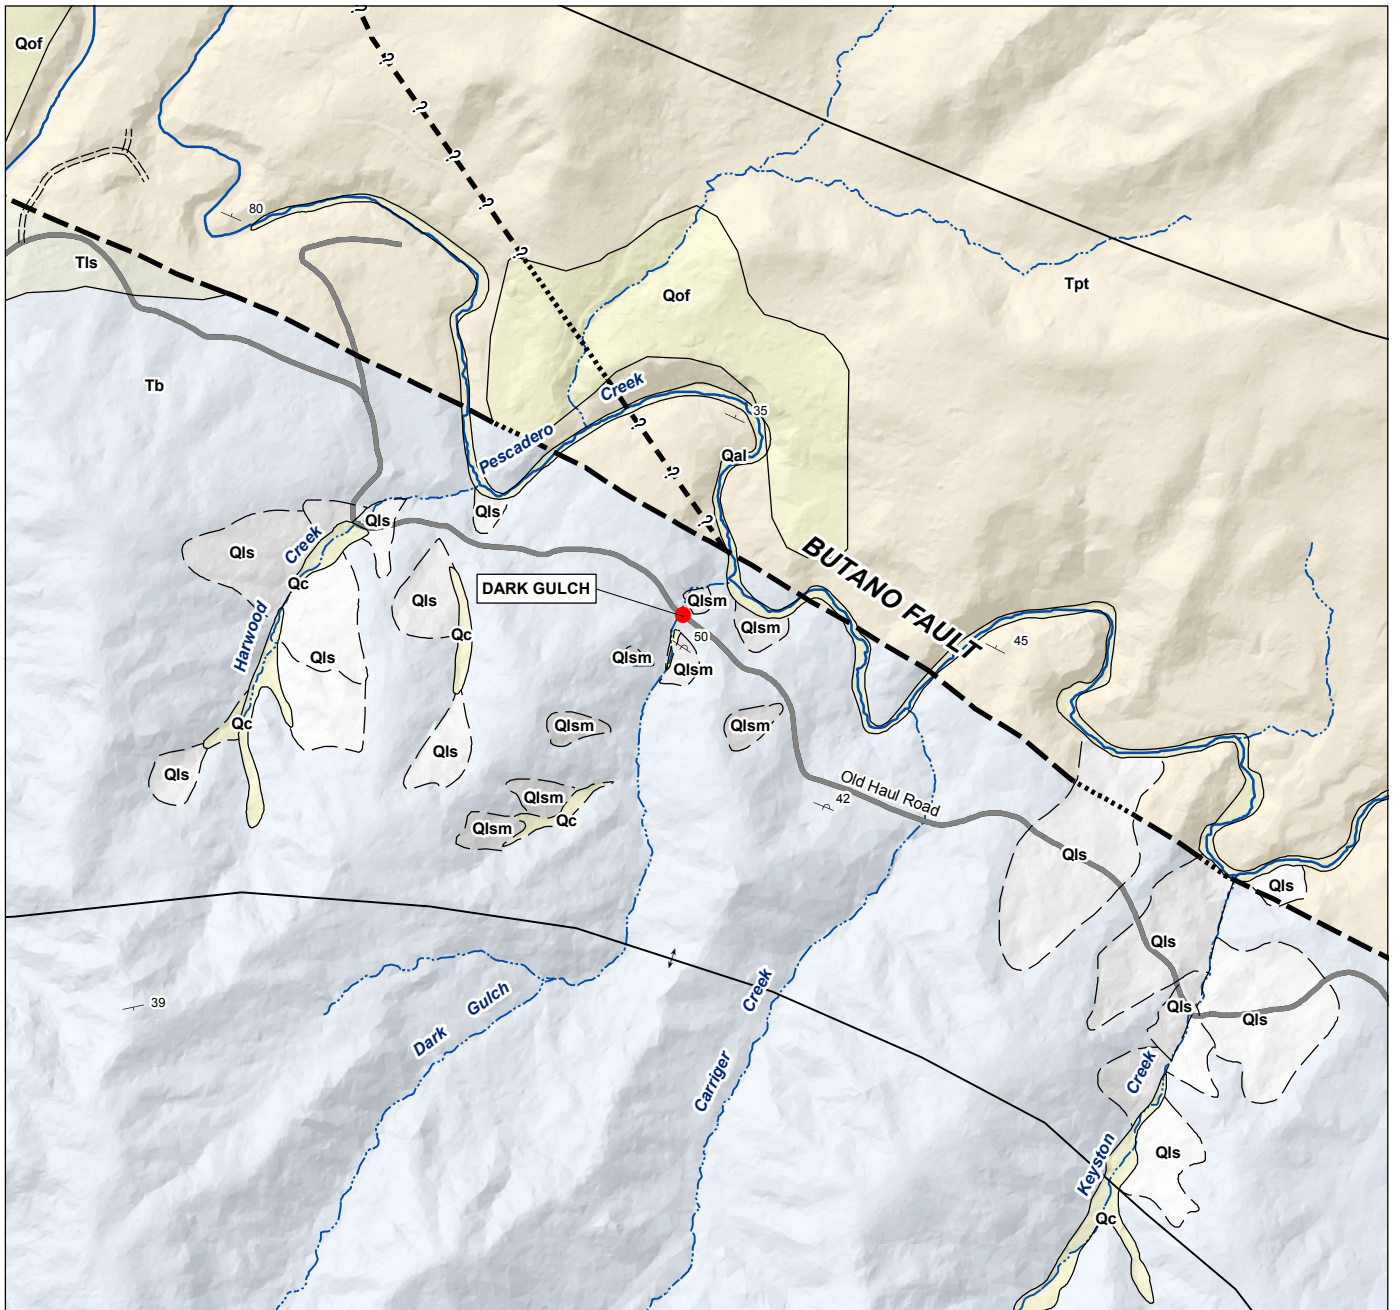 ?
?
?
?
?
?
Qof
80
Tls
Qof
Tpt
Tb
Creek
Pescadero
35
?
Qal
?
?
Qls
Qls
Creek
Qls
Qc
BUTANO FAULT
DARK GULCH
Qls
Qlsm
Harwood
Qc
Qlsm
50
45
Qls
Qlsm
Qlsm
Qc
Qlsm
Qlsm
Qls
Qls
Old Haul Road
Qlsm
42
Qlsm
Qc
Qls
Qls
Qls
Creek
Gulch
39
Dark
Qls
Qls
Carriger
Creek
Keyston
Qls
Qc